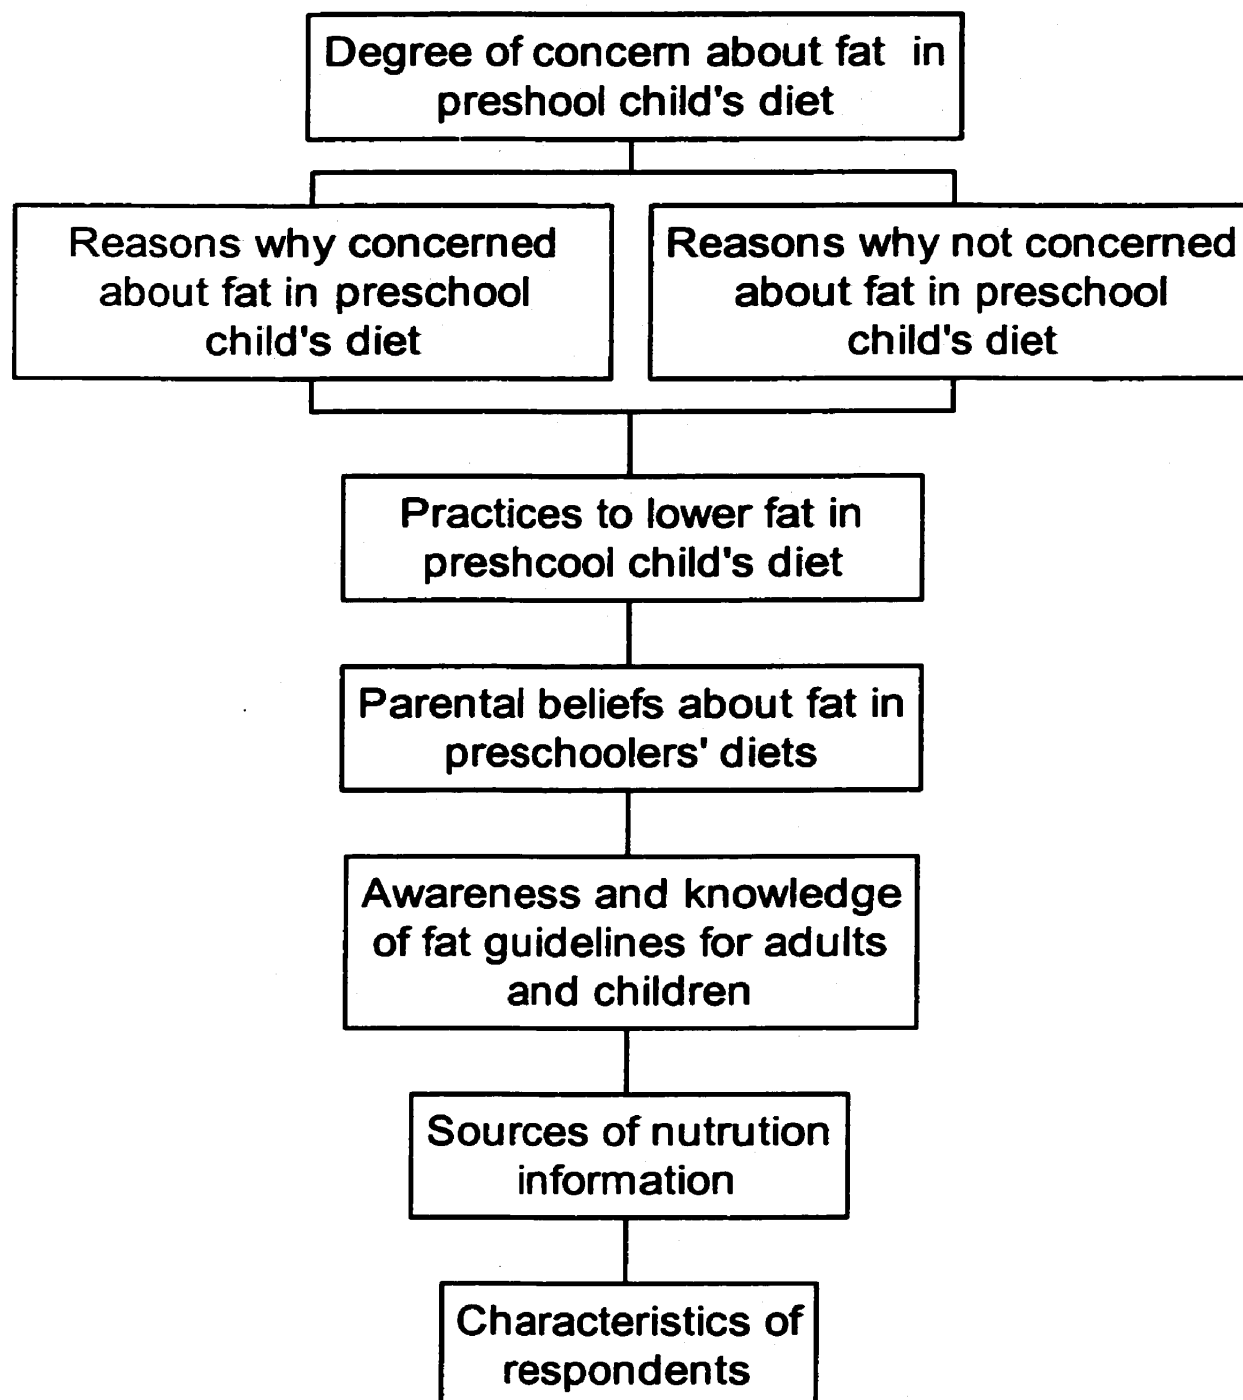 Degree of concern about fat in
preshool child's diet
Reasons why concerned
about fat in preschool
child's diet
Reasons why not concerned
about fat in preschool
child's diet
Practices to lower fat in
preshcool child's diet
Parental beliefs about fat in
preschoolers' diets
Awareness and knowledge
of fat guidelines for adults
and children
Sources of nutrution
information
Characteristics of
respondents